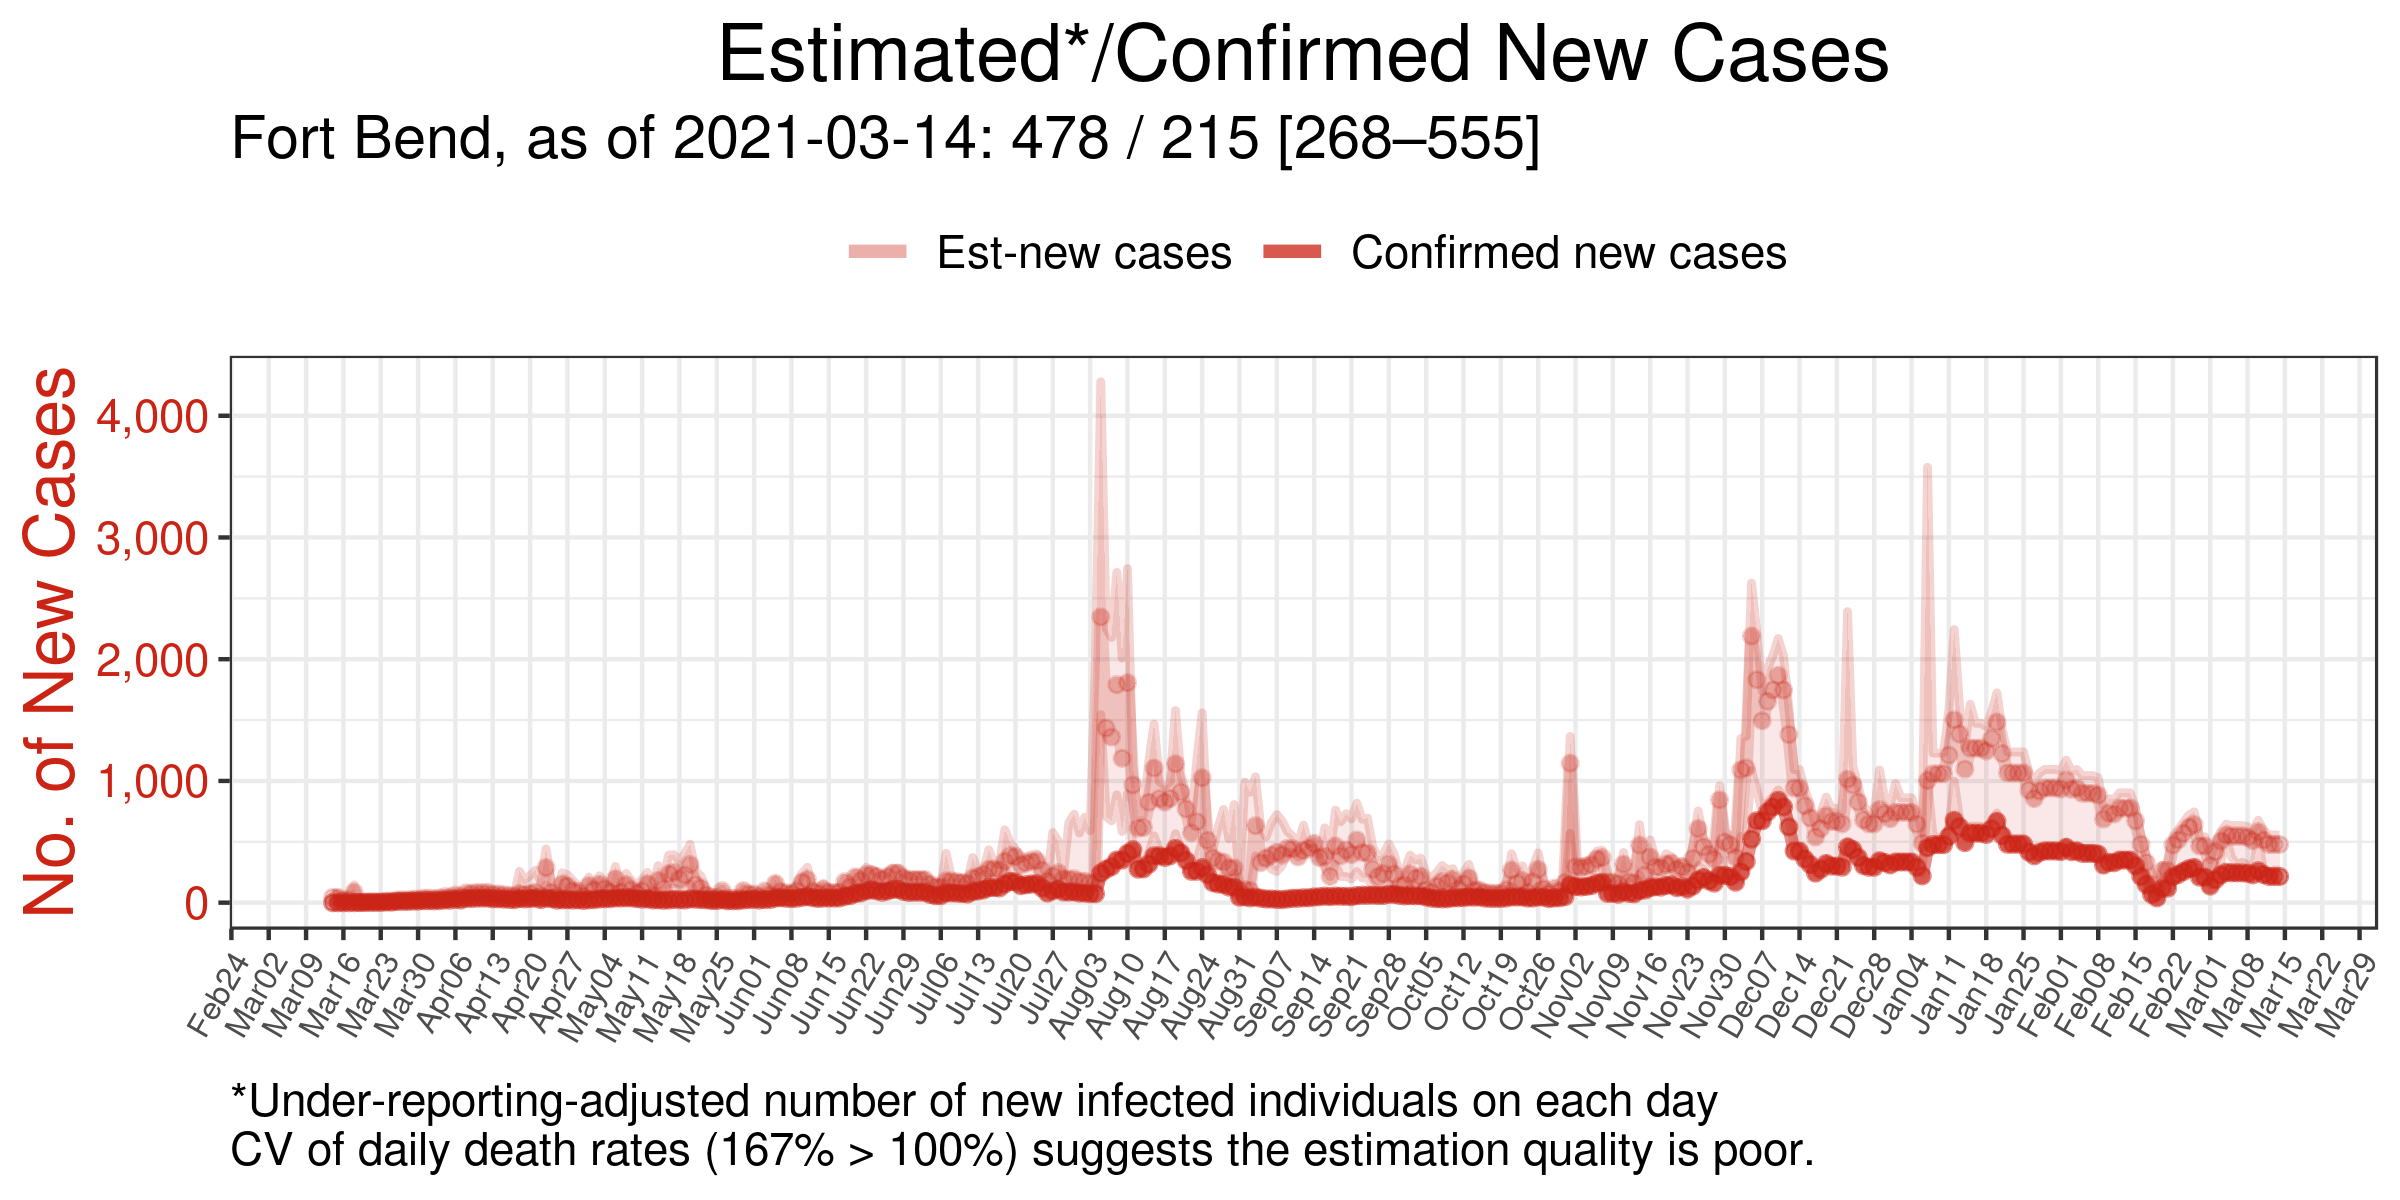 Estimated*/Confirmed New Cases
Fort Bend, as of 2021-03-14: 478 / 215 [268–555]
Est-new cases Confirmed new cases
No. of New Cases
4,000
3,000
2,000
1,000
0
Feb24 Mar02 Mar09 Mar16 Mar23 Mar30 Apr06 Apr13 Apr20 Apr27 May04 May11 May18 May25 Jun01 Jun08 Jun15 Jun22 Jun29 Jul06 Jul13 Jul20 Jul27 Aug03 Aug10 Aug17 Aug24 Aug31 Sep07 Sep14 Sep21 Sep28 Oct05 Oct12 Oct19 Oct26 Nov02 Nov09 Nov16 Nov23 Nov30 Dec07 Dec14 Dec21 Dec28 Jan04 Jan11 Jan18 Jan25 Feb01 Feb08 Feb15 Feb22 Mar01 Mar08 Mar15 Mar22 Mar29
*Under-reporting-adjusted number of new infected individuals on each day
CV of daily death rates (167% > 100%) suggests the estimation quality is poor.